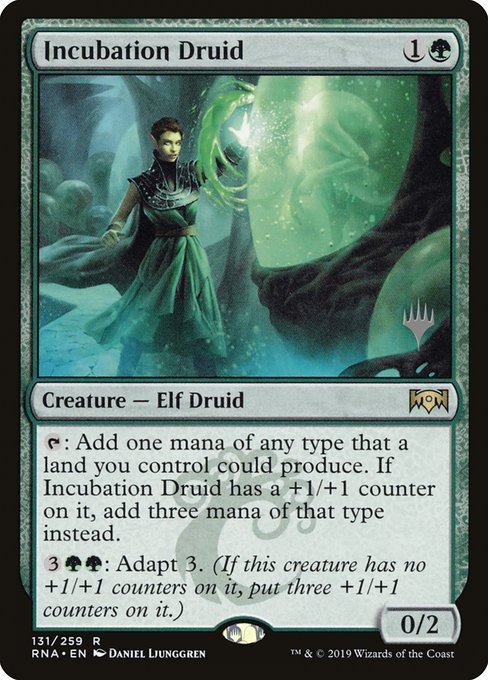 Incubation Druid 1
Creature — Elf Druid
: Add one mana of any type that a
land you control could produce. If
Incubation Druid has a +1/+1 counter
on it, add three mana of that type
instead.
3: Adapt 3. (If this creature has no
+1/+1 counters on it, put three +1/+1
counters on it.)
0/2
131/259 R
RNA • EN Daniel Ljunggren
™ & © 2019 Wizards of the Coast